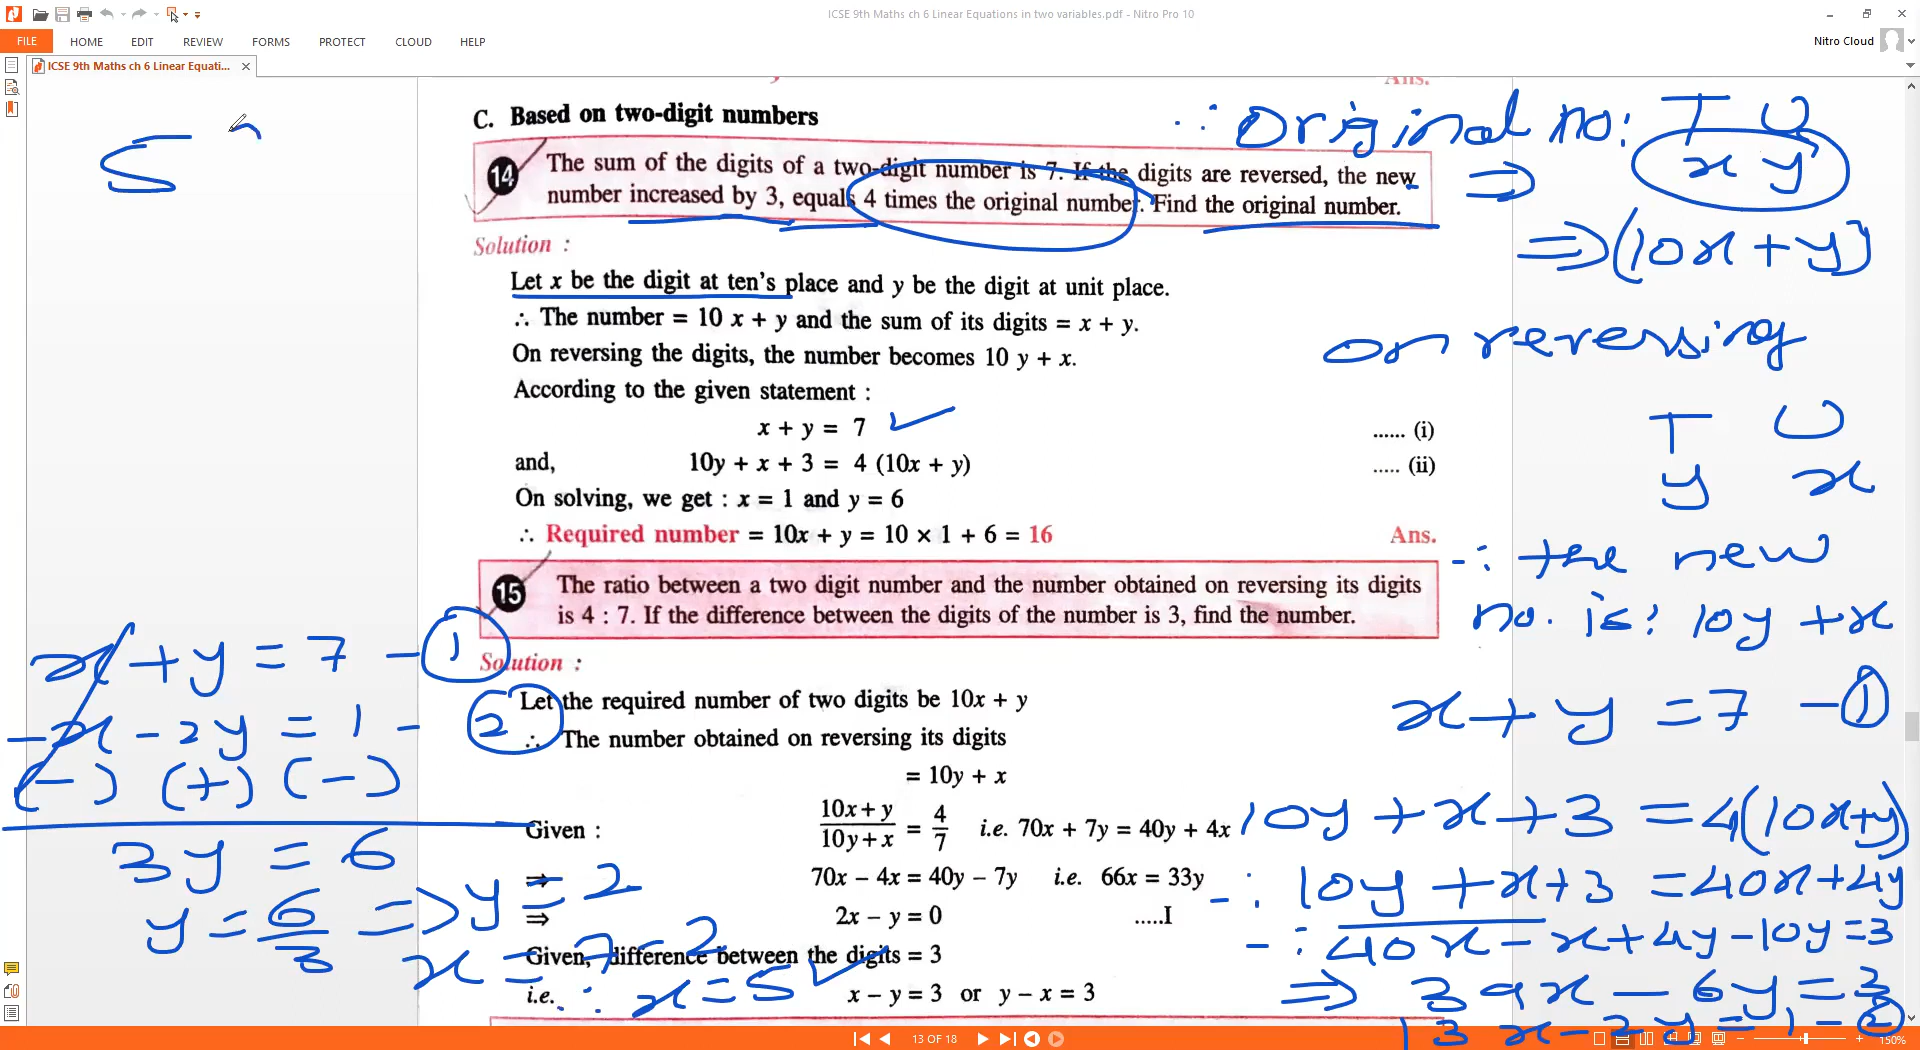 ICSE 9th Maths ch 6 Linear Equations in two variables.pdf - Nitro Pro 10
FILE HOME EDIT REVIEW FORMS PROTECT CLOUD HELP
Nitro Cloud
ICSE 9th Maths ch 6 Linear Equati...
Ans.
C. Based on two-digit numbers
14 The sum of the digits of a two-digit number is 7. If the digits are reversed, the new
number increased by 3, equals 4 times the original number. Find the original number.
Solution :
Let x be the digit at ten's place and y be the digit at unit place.
∴ The number = 10 x + y and the sum of its digits = x + y.
On reversing the digits, the number becomes 10 y + x.
According to the given statement :
x + y = 7 ...... (i)
and, 10y + x + 3 = 4 (10x + y) ..... (ii)
On solving, we get : x = 1 and y = 6
∴ Required number = 10x + y = 10 × 1 + 6 = 16 Ans.
15 The ratio between a two digit number and the number obtained on reversing its digits
is 4 : 7. If the difference between the digits of the number is 3, find the number.
Solution :
Let the required number of two digits be 10x + y
∴ The number obtained on reversing its digits
= 10y + x
Given : (10x + y)/(10y + x) = 4/7 i.e. 70x + 7y = 40y + 4x
⇒ 70x – 4x = 40y – 7y i.e. 66x = 33y
⇒ 2x – y = 0 .....I
Given, difference between the digits = 3
i.e. x – y = 3 or y – x = 3
5
x + y = 7 - 1
-x - 2y = 1 - 2
(-) (+) (-)
3y = 6
y = 6/3 => y = 2
x = 7 - 2
∴ x = 5
∴ Original no: T U
=> x y
=> (10x + y)
on reversing
T U
y x
∴ the new
no. is: 10y + x
x + y = 7 - 1
10y + x + 3 = 4(10x + y)
∴ 10y + x + 3 = 40x + 4y
∴ 40x - x + 4y - 10y = 3
=> 39x - 6y = 3
13x - 2y = 1 - 2
13 OF 18
150%